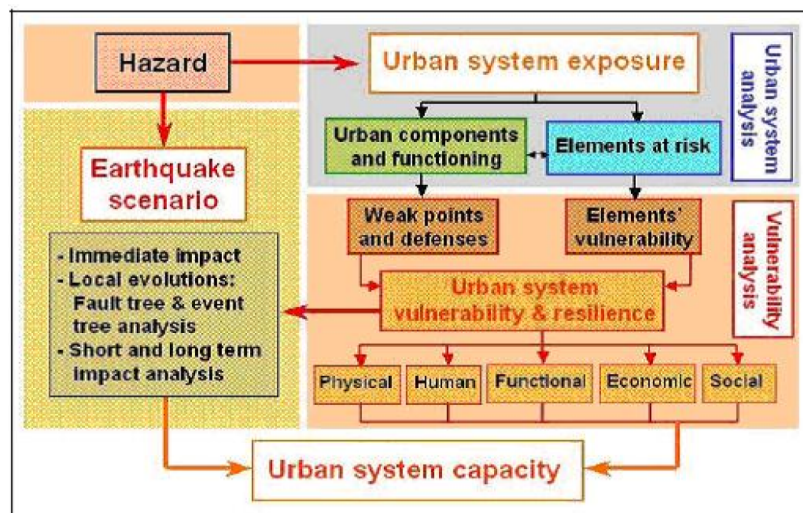 Hazard
Urban system exposure
Urban system
analysis
Urban components
and functioning
Elements at risk
Earthquake
scenario
Weak points
and defenses
Elements'
vulnerability
Vulnerability
analysis
- Immediate impact
- Local evolutions:
Fault tree & event
tree analysis
- Short and long term
impact analysis
Urban system
vulnerability & resilience
Physical
Human
Functional
Economic
Social
Urban system capacity